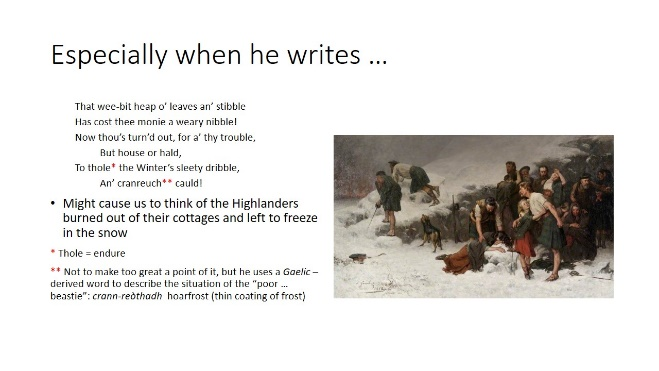 Especially when he writes …
That wee-bit heap o’ leaves an’ stibble
Has cost thee monie a weary nibble!
Now thou’s turn’d out, for a’ thy trouble,
But house or hald,
To thole* the Winter’s sleety dribble,
An’ cranreuch** cauld!
• Might cause us to think of the Highlanders
burned out of their cottages and left to freeze
in the snow
* Thole = endure
** Not to make too great a point of it, but he uses a Gaelic –
derived word to describe the situation of the “poor …
beastie”: crann-reòthadh hoarfrost (thin coating of frost)